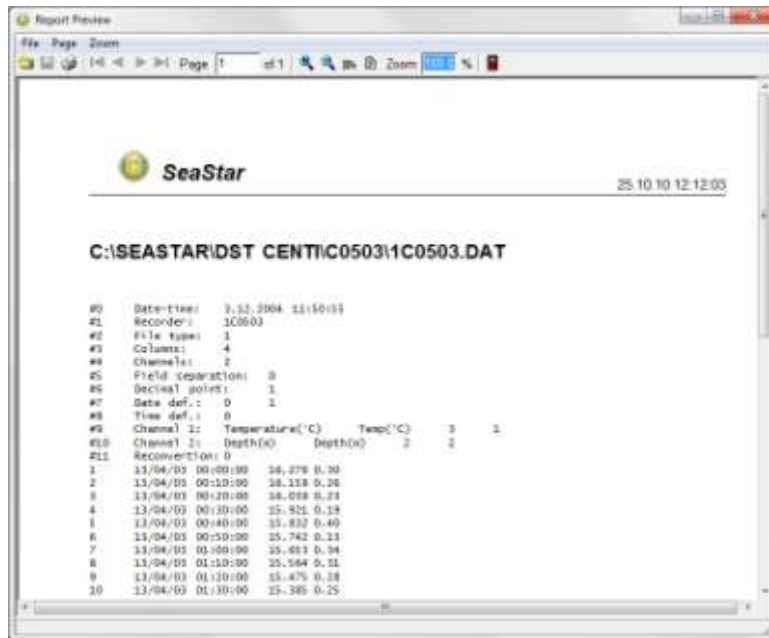 Report Preview
File Page Zoom
Page 1 of 1 Zoom %
SeaStar
25.10.10 12:12:03
C:\SEASTAR\DST CENTI\C0503\1C0503.DAT
#0 Date-time: 3.12.2004 11:50:55
#1 Recorder: 1C0503
#2 File type: 1
#3 Columns: 4
#4 Channels: 2
#5 Field separation: 0
#6 Decimal point: 1
#7 Date def.: 0 1
#8 Time def.: 0
#9 Channel 1: Temperature(°C) Temp(°C) 3 1
#10 Channel 2: Depth(m) Depth(m) 2 2
#11 Reconvertion: 0
1 13/04/03 00:00:00 16.279 0.30
2 13/04/03 00:10:00 16.158 0.26
3 13/04/03 00:20:00 0.23
4 13/04/03 00:30:00 15.921 0.19
5 13/04/03 00:40:00 15.832 0.40
6 13/04/03 00:50:00 15.742 0.13
7 13/04/03 01:00:00 15.653 0.34
8 13/04/03 01:10:00 15.564 0.31
9 13/04/03 01:20:00 15.475 0.28
10 13/04/03 01:30:00 15.385 0.25